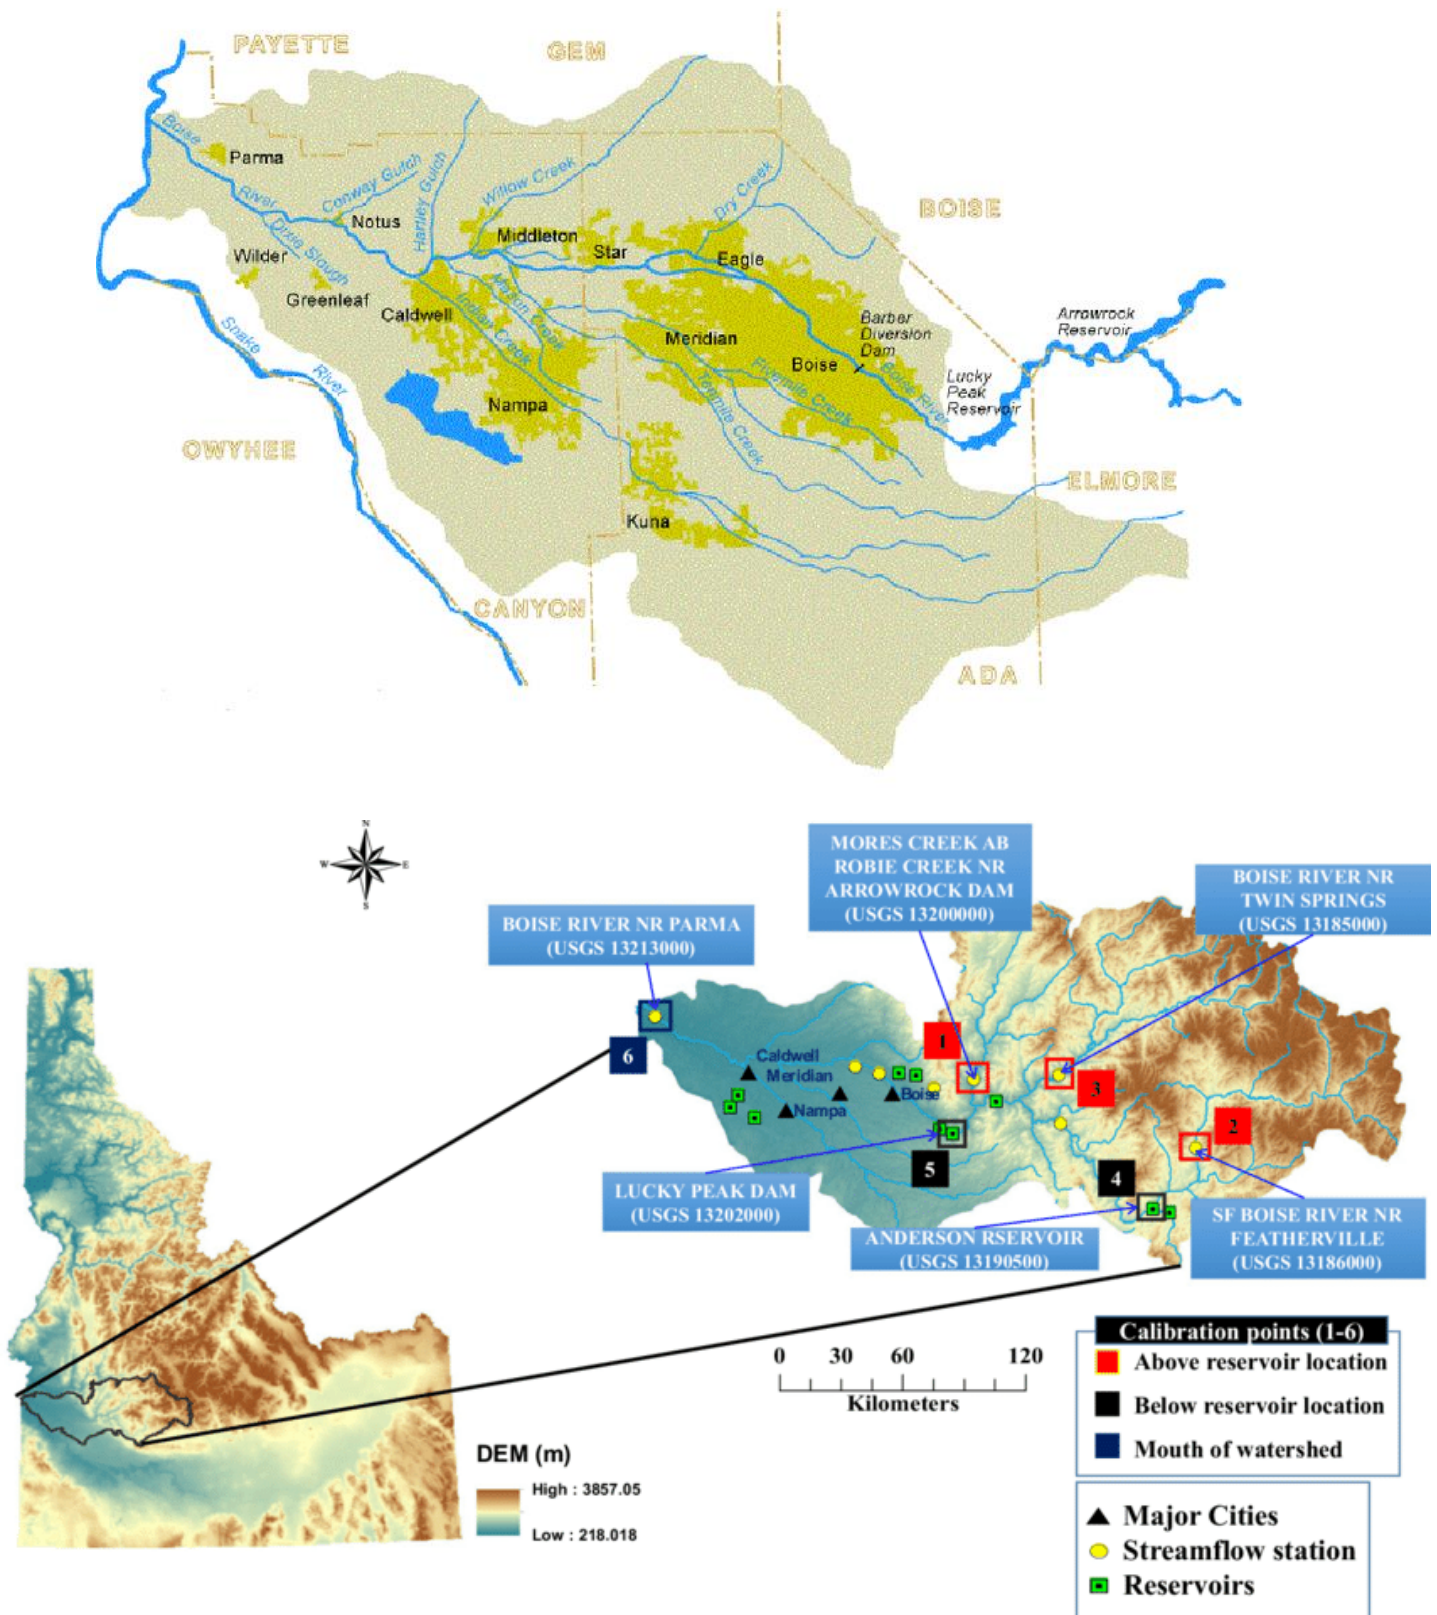 PAYETTE
GEM
Boise
Parma
River
Conway Gulch
Hartley Gulch
Willow Creek
Dry Creek
BOISE
Notus
Dixie Slough
Middleton
Star
Eagle
Wilder
Greenleaf
Caldwell
Indian Creek
Mason Creek
Meridian
Barber
Diversion
Dam
Arrowrock
Reservoir
Boise
Boise River
Lucky
Peak
Reservoir
Snake
River
Nampa
Tenmile Creek
Fivemile Creek
OWYHEE
ELMORE
Kuna
CANYON
ADA
N
W
E
S
MORES CREEK AB
ROBIE CREEK NR
ARROWROCK DAM
(USGS 13200000)
BOISE RIVER NR
TWIN SPRINGS
(USGS 13185000)
BOISE RIVER NR PARMA
(USGS 13213000)
1
6
Caldwell
Meridian
3
Boise
Nampa
2
5
4
LUCKY PEAK DAM
(USGS 13202000)
ANDERSON RSERVOIR
(USGS 13190500)
SF BOISE RIVER NR
FEATHERVILLE
(USGS 13186000)
Calibration points (1-6)
Above reservoir location
Below reservoir location
Mouth of watershed
0 30 60 120
Kilometers
DEM (m)
High : 3857.05
Low : 218.018
Major Cities
Streamflow station
Reservoirs